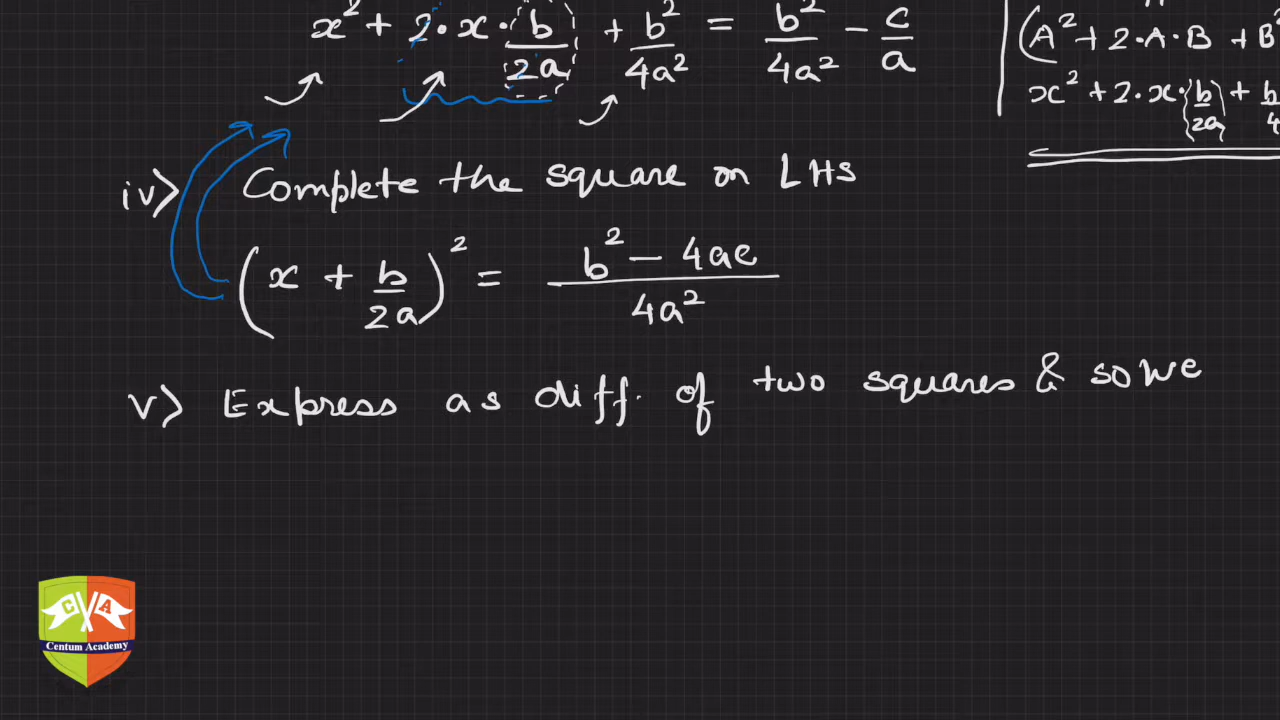 x² + 2·x·b/2a + b²/4a² = b²/4a² - c/a
(A² + 2·A·B + B²
x² + 2·x·b/2a + b/4
iv) Complete the square on LHS
(x + b/2a)² = b² - 4ac/4a²
v) Express as diff. of two squares & solve
C A
Centum Academy